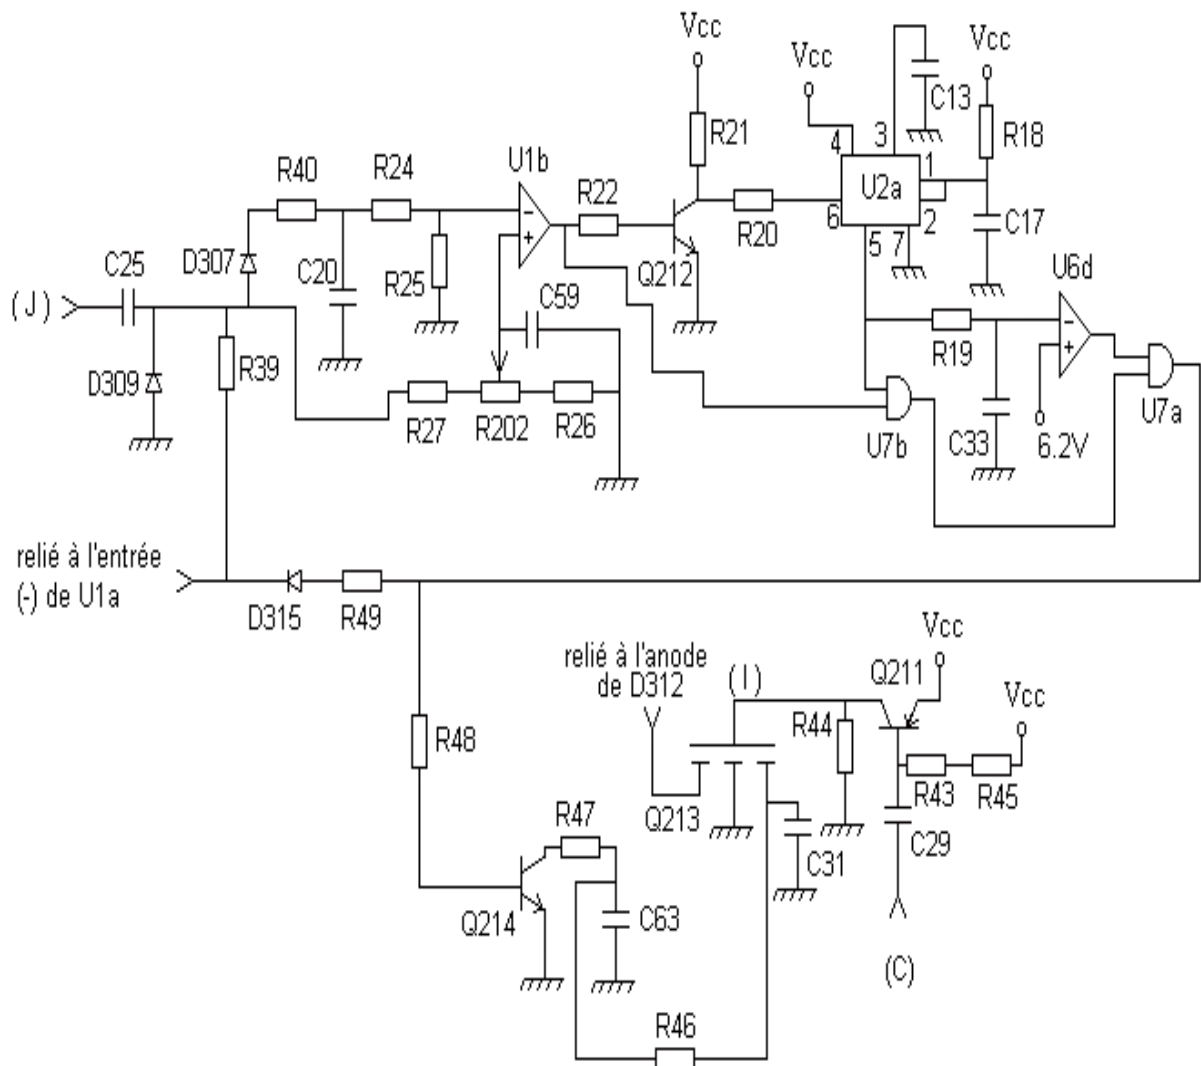 Vcc
Vcc
Vcc
C13
R21
R18
4
3
1
U1b
U2a
R40
R24
R22
6
5
7
2
C17
R20
D307
C20
R25
Q212
U6d
C25
C59
(J)
R39
R19
D309
R27
R202
R26
U7b
C33
6.2V
U7a
relié à l'entrée
(-) de U1a
D315
R49
Vcc
relié à l'anode
de D312
(I)
Q211
Vcc
R48
R44
R43
R45
Q213
R47
C31
C29
Q214
C63
(C)
R46